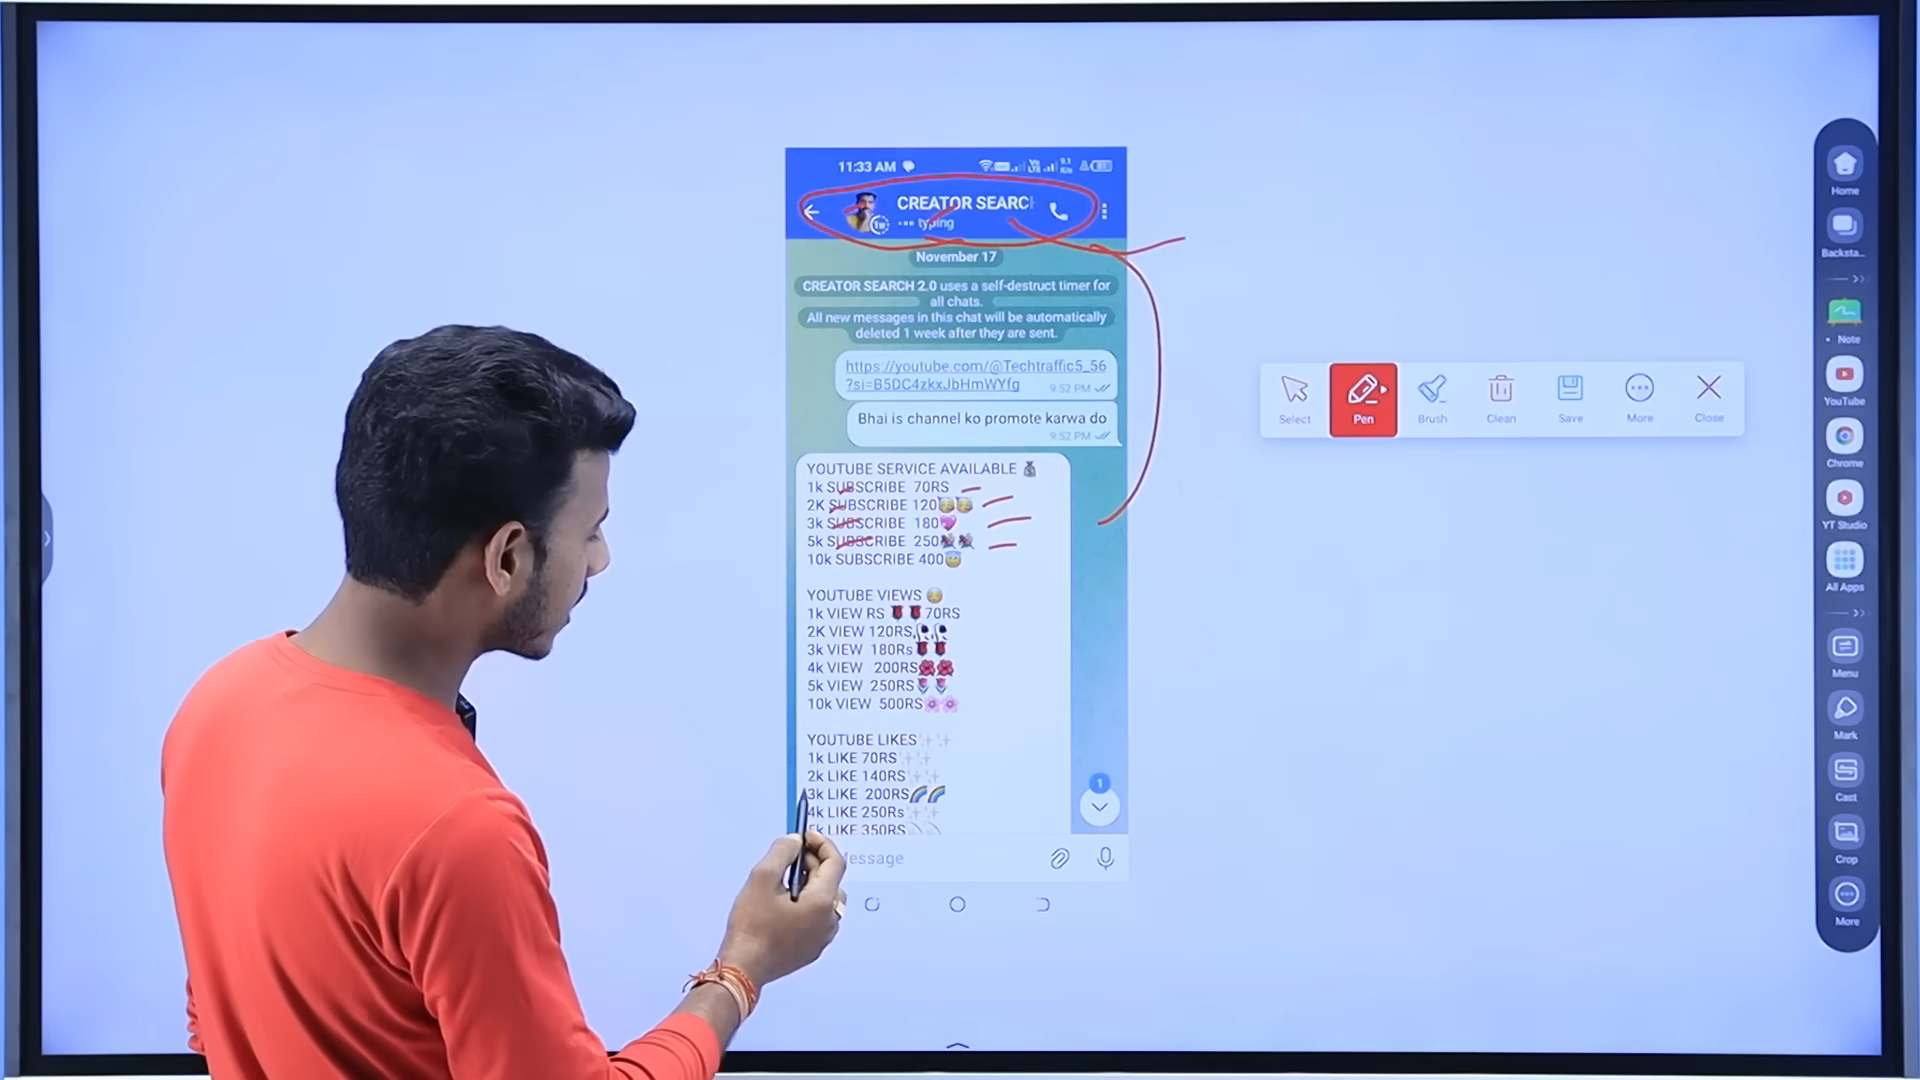 11:33 AM
CREATOR SEARCH
typing
November 17
CREATOR SEARCH 2.0 uses a self-destruct timer for
all chats.
All new messages in this chat will be automatically
deleted 1 week after they are sent.
https://youtube.com/@Techtraffic5_56
?si=B5DC4zkxJbHmWYfg 9:52 PM
Bhai is channel ko promote karwa do
9:52 PM
YOUTUBE SERVICE AVAILABLE 💰
1k SUBSCRIBE 70RS
2K SUBSCRIBE 120
3k SUBSCRIBE 180💖
5k SUBSCRIBE 250
10k SUBSCRIBE 400😇
YOUTUBE VIEWS
1k VIEW RS 🌹🌹70RS
2K VIEW 120RS,
3k VIEW 180Rs🌹🌹
4k VIEW 200RS🌺🌺
5k VIEW 250RS🌷🌷
10k VIEW 500RS🌸🌸
YOUTUBE LIKES✨
1k LIKE 70RS✨
2k LIKE 140RS✨
3k LIKE 200RS🌈🌈
4k LIKE 250Rs✨
5k LIKE 350RS
1
Message
Select
Pen
Brush
Clean
Save
More
Close
Home
Backsta...
Note
YouTube
Chrome
YT Studio
All Apps
Menu
Mark
Cast
Crop
More